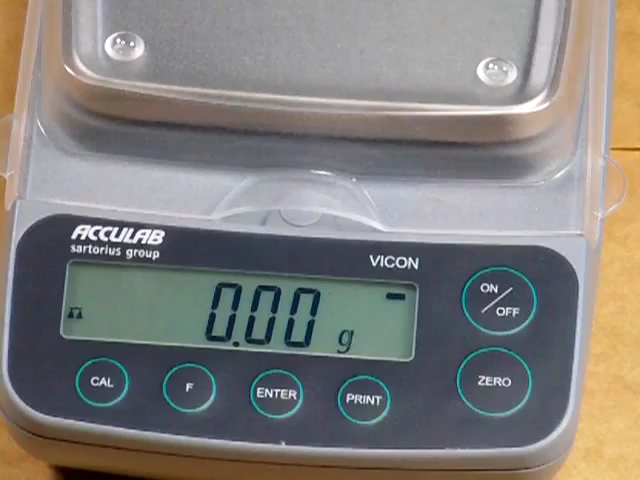 ACCULAB
sartorius group
VICON
0.00 g
ON/OFF
CAL
F
ENTER
PRINT
ZERO